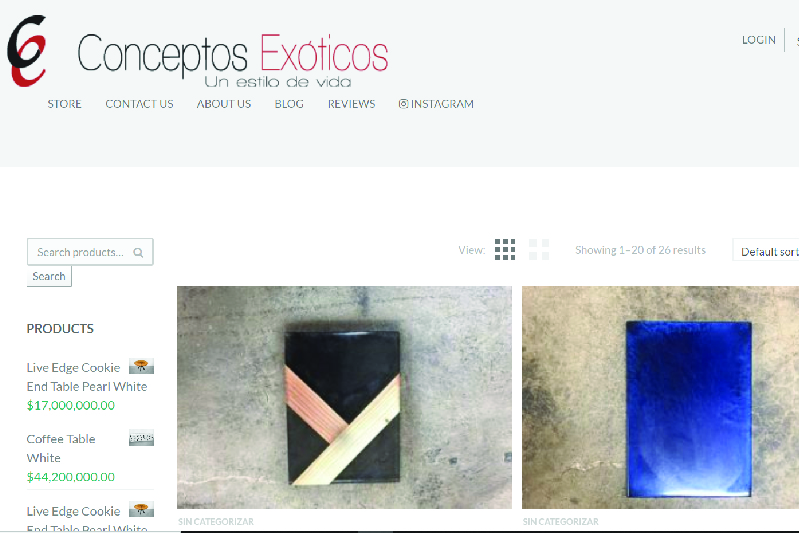 Conceptos Exóticos
Un estilo de vida
LOGIN
STORE CONTACT US ABOUT US BLOG REVIEWS INSTAGRAM
Search products...
Search
View:
Showing 1–20 of 26 results
Default sort
PRODUCTS
Live Edge Cookie
End Table Pearl White
$17.000,000.00
Coffee Table
White
$44,200,000.00
Live Edge Cookie
End Table Pearl White
SIN CATEGORIZAR
SIN CATEGORIZAR